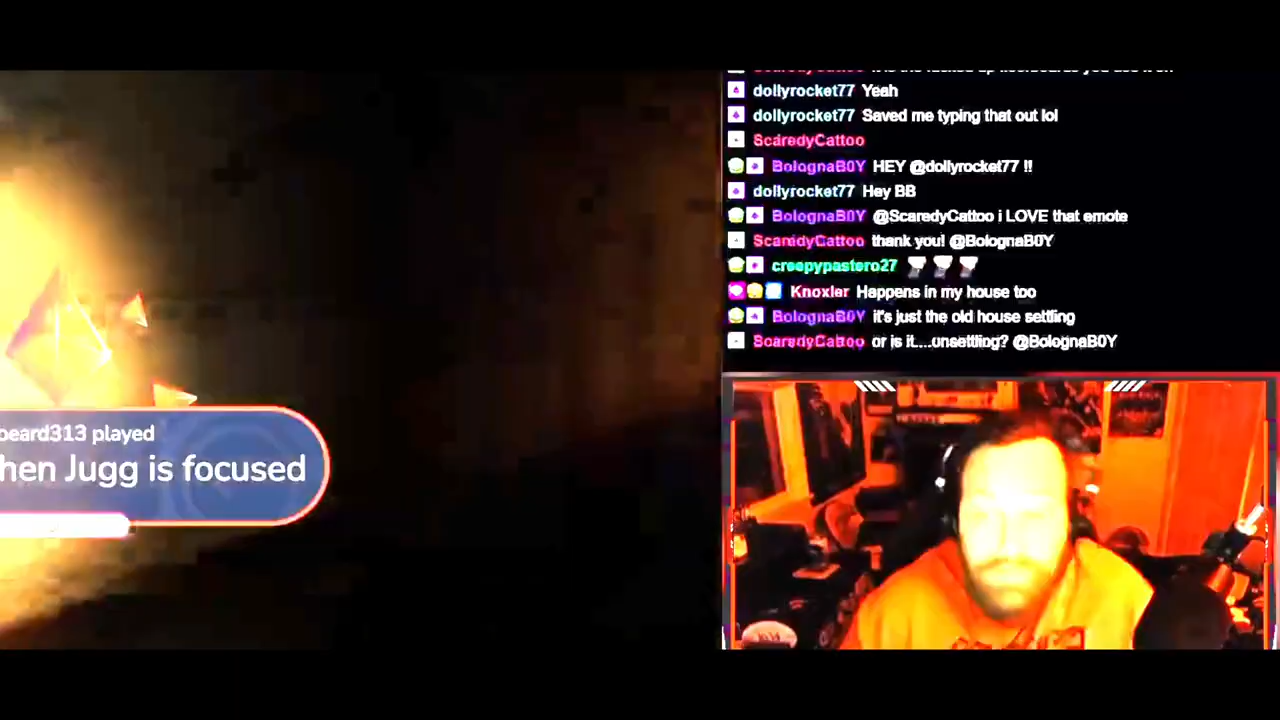 dollyrocket77 Yeah
dollyrocket77 Saved me typing that out lol
ScaredyCattoo
BolognaB0Y HEY @dollyrocket77 !!
dollyrocket77 Hey BB
BolognaB0Y @ScaredyCattoo i LOVE that emote
ScaredyCattoo thank you! @BolognaB0Y
creepypastero27
Knoxler Happens in my house too
BolognaB0Y it's just the old house settling
ScaredyCattoo or is it....unsettling? @BolognaB0Y
beard313 played
hen Jugg is focused